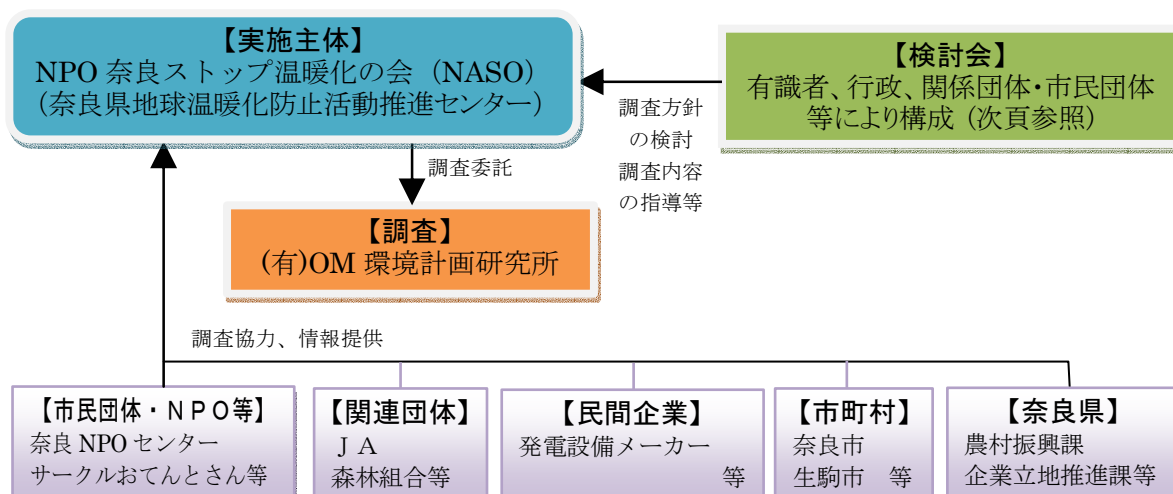 【実施主体】
NPO 奈良ストップ温暖化の会（NASO）
（奈良県地球温暖化防止活動推進センター）
【検討会】
有識者、行政、関係団体・市民団体
等により構成（次頁参照）
調査方針
の検討
調査内容
の指導等
調査委託
【調査】
(有)OM 環境計画研究所
調査協力、情報提供
【市民団体・ＮＰＯ等】
奈良 NPO センター
サークルおてんとさん等
【関連団体】
ＪＡ
森林組合等
【民間企業】
発電設備メーカー
等
【市町村】
奈良市
生駒市　等
【奈良県】
農村振興課
企業立地推進課等